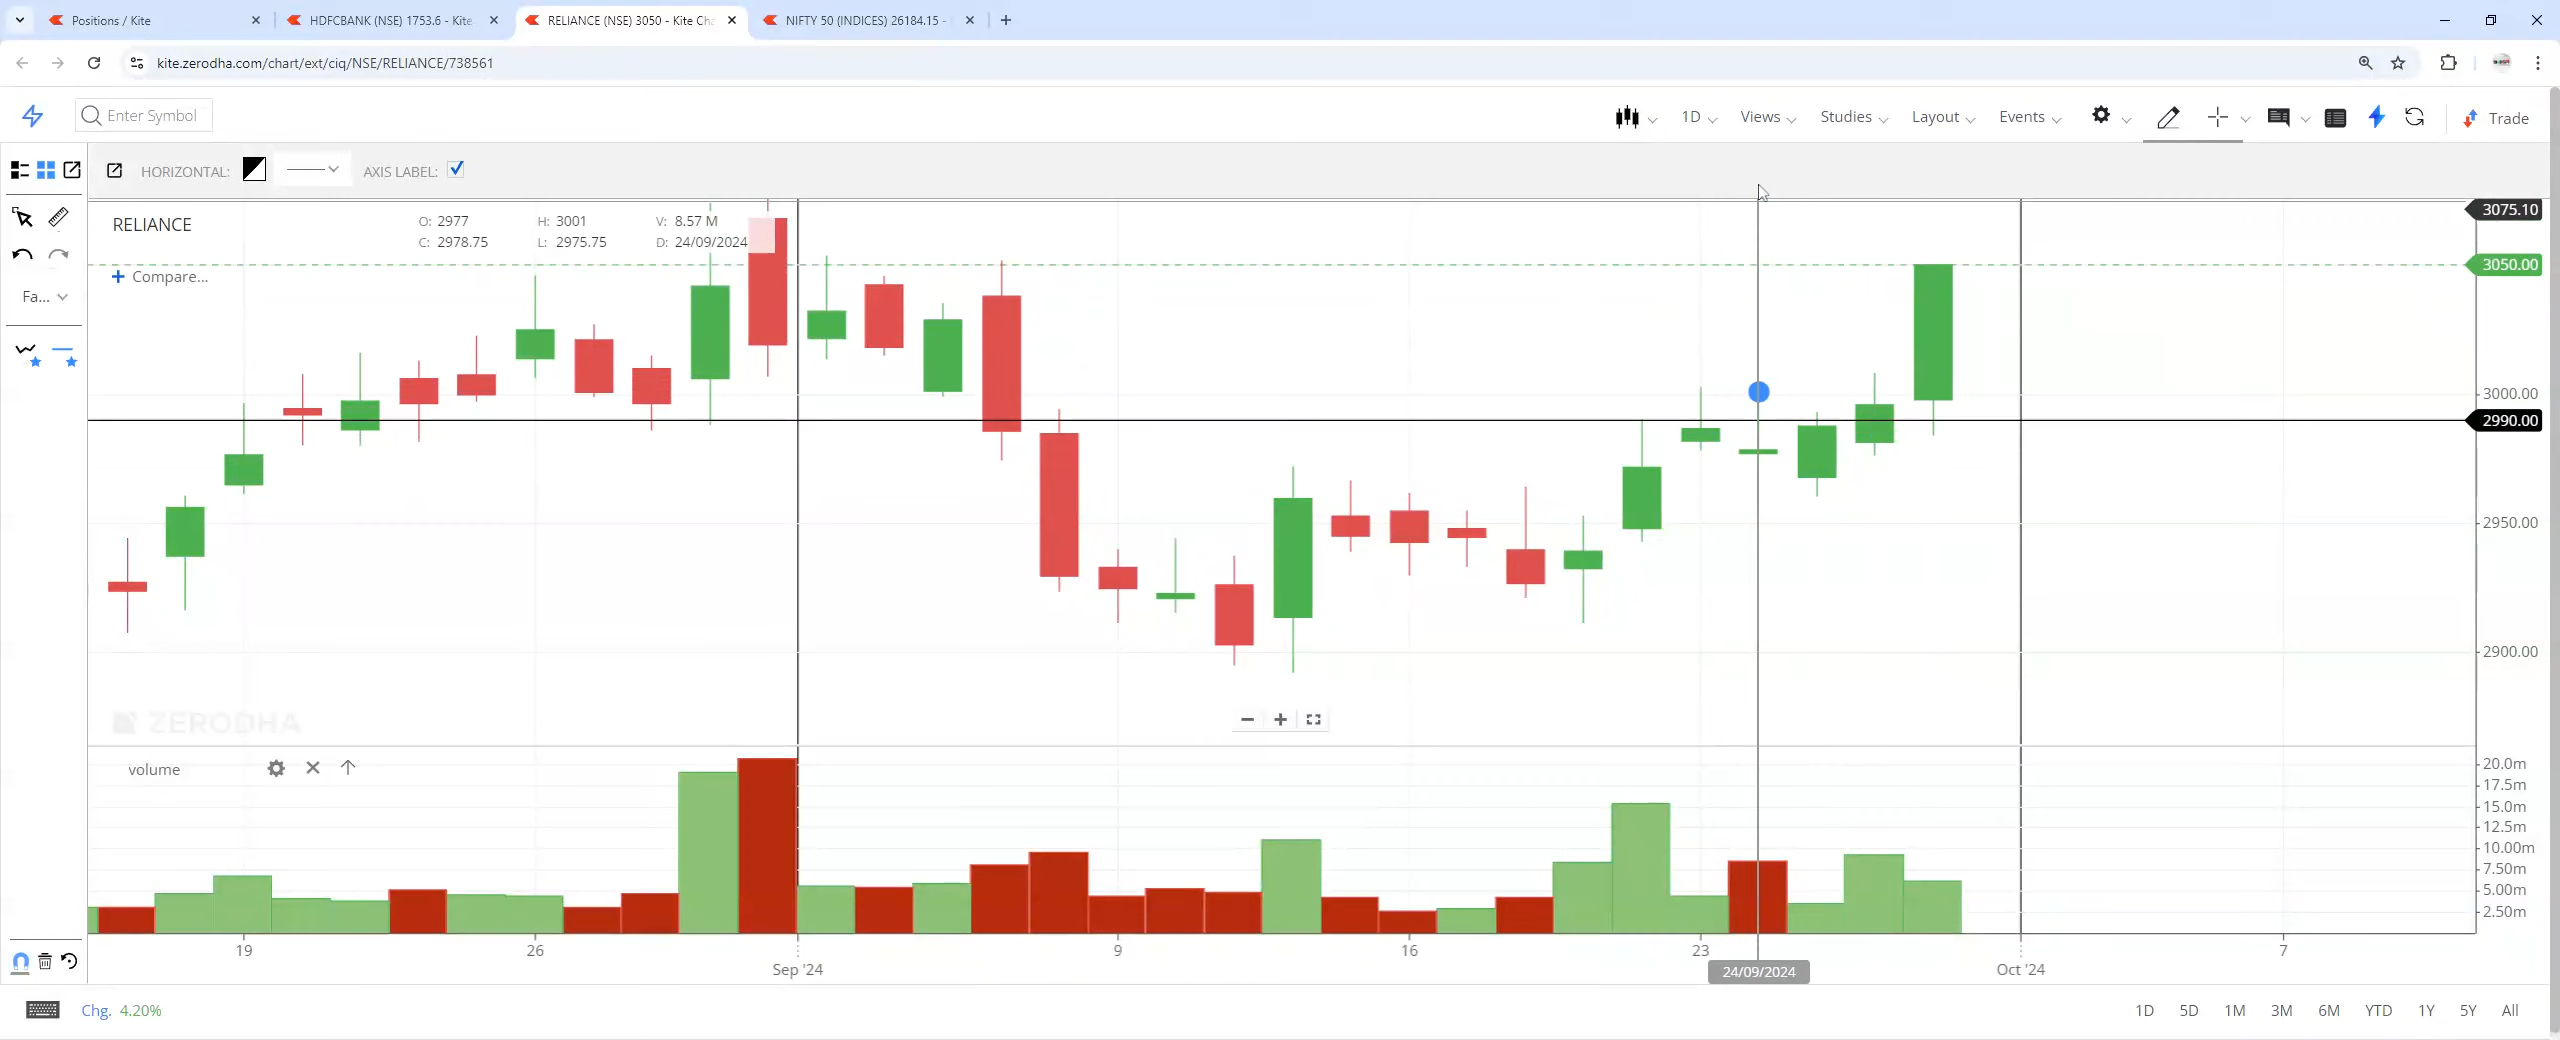 Positions / Kite
HDFCBANK (NSE) 1753.6 - Kite
RELIANCE (NSE) 3050 - Kite Cha
NIFTY 50 (INDICES) 26184.15 -
kite.zerodha.com/chart/ext/ciq/NSE/RELIANCE/738561
Enter Symbol
1D
Views
Studies
Layout
Events
Trade
HORIZONTAL:
AXIS LABEL:
RELIANCE
O: 2977 H: 3001 V: 8.57 M
C: 2978.75 L: 2975.75 D: 24/09/2024
Compare...
Fa...
3075.10
3050.00
3000.00
2990.00
2950.00
2900.00
ZERODHA
volume
20.0m
17.5m
15.0m
12.5m
10.00m
7.50m
5.00m
2.50m
19 26 9 16 23 7
Sep '24 24/09/2024 Oct '24
Chg. 4.20%
1D 5D 1M 3M 6M YTD 1Y 5Y All